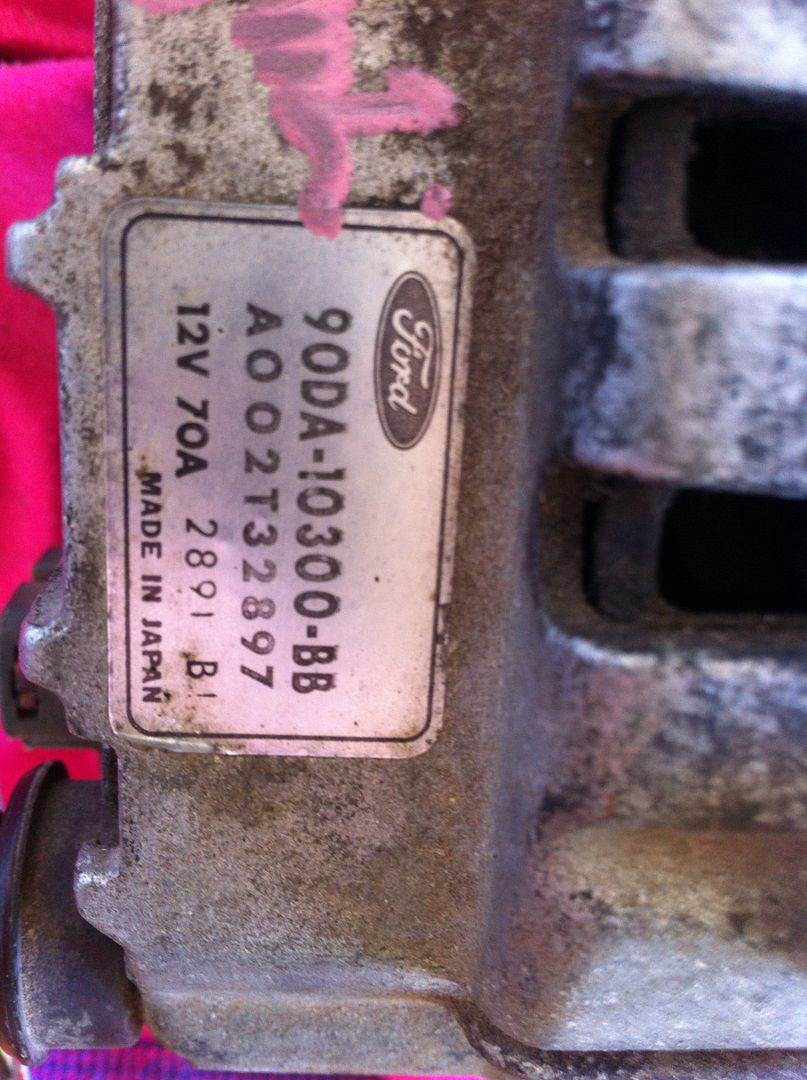 Ford
90DA-10300-BB
A002T32897
12V 70A 2891 B
MADE IN JAPAN